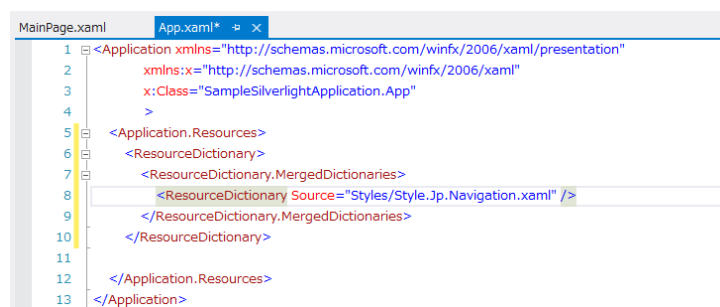 MainPage.xaml App.xaml*
1 <Application xmlns="http://schemas.microsoft.com/winfx/2006/xaml/presentation"
2 xmlns:x="http://schemas.microsoft.com/winfx/2006/xaml"
3 x:Class="SampleSilverlightApplication.App"
4 >
5 <Application.Resources>
6 <ResourceDictionary>
7 <ResourceDictionary.MergedDictionaries>
8 <ResourceDictionary Source="Styles/Style.Jp.Navigation.xaml" />
9 </ResourceDictionary.MergedDictionaries>
10 </ResourceDictionary>
11
12 </Application.Resources>
13 </Application>